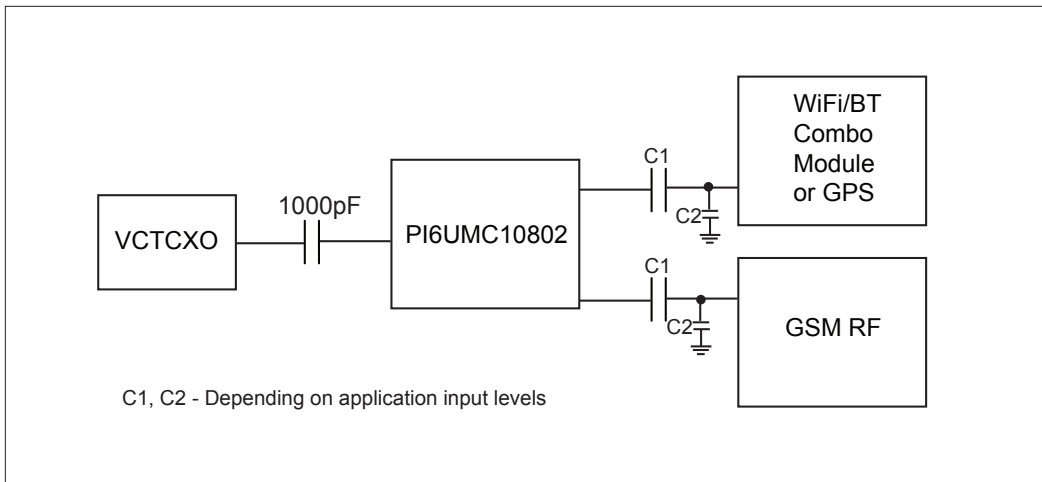 VCTCXO
1000pF
PI6UMC10802
C1
C2
WiFi/BT
Combo
Module
or GPS
C1
C2
GSM RF
C1, C2 - Depending on application input levels